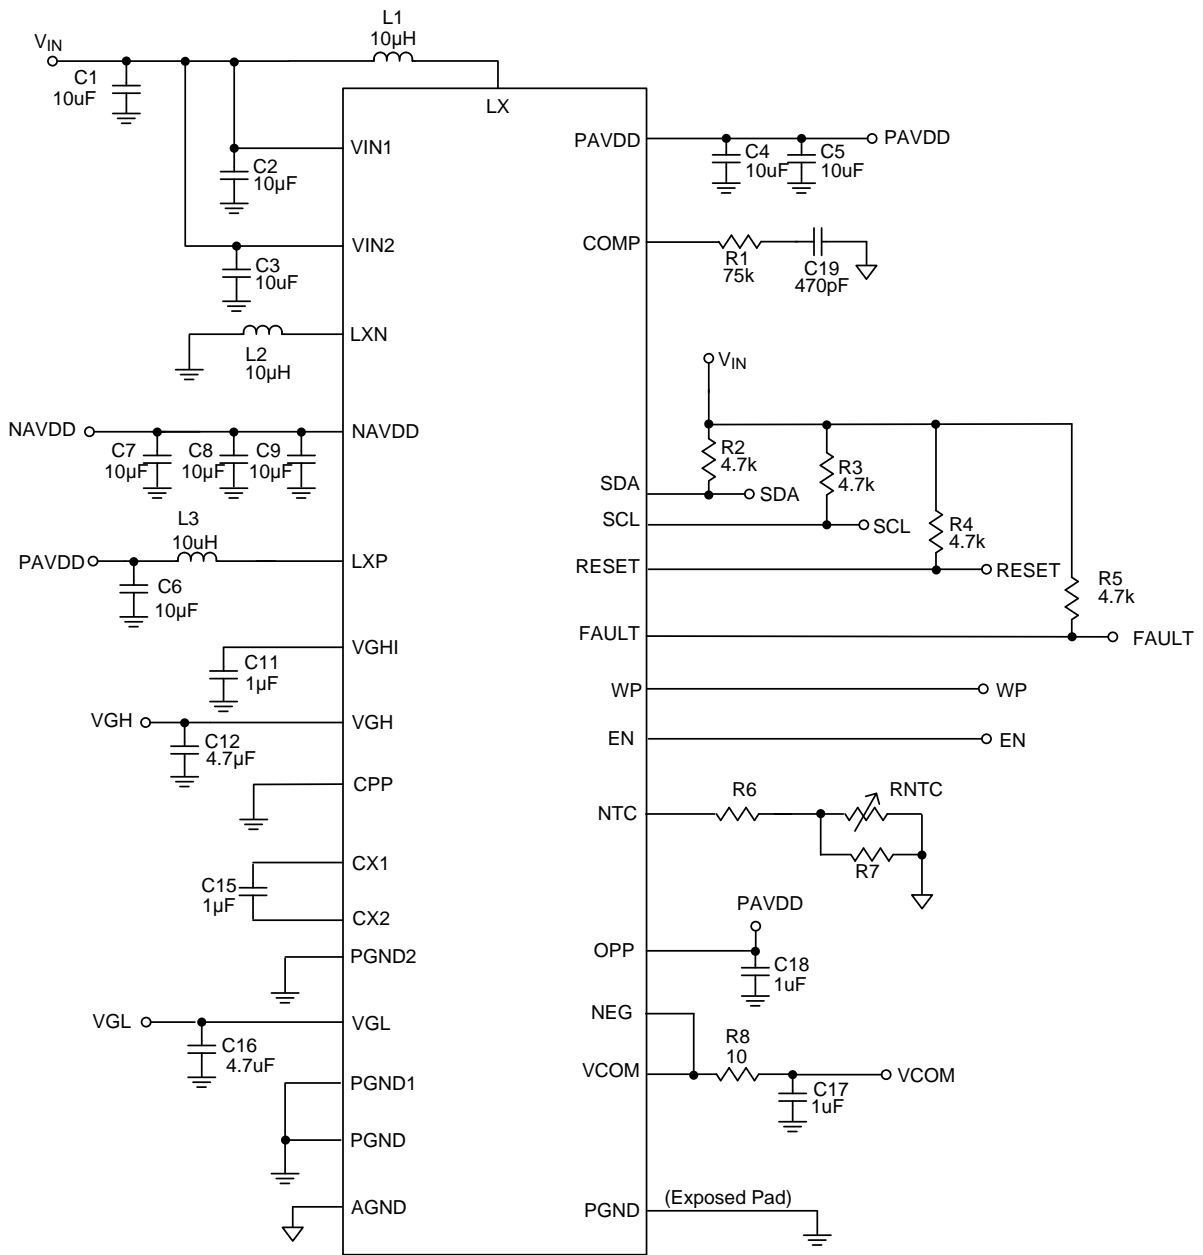 V_IN
L1
10µH
C1
10uF
LX
VIN1
C2
10µF
VIN2
C3
10uF
LXN
L2
10µH
NAVDD
NAVDD
C7
10µF
C8
10µF
C9
10µF
L3
10uH
PAVDD
LXP
C6
10µF
VGHI
C11
1µF
VGH
VGH
C12
4.7µF
CPP
CX1
C15
1µF
CX2
PGND2
VGL
VGL
C16
4.7uF
PGND1
PGND
AGND
PAVDD
PAVDD
C4
10uF
C5
10uF
COMP
R1
75k
C19
470pF
V_IN
R2
4.7k
R3
4.7k
SDA
SDA
SCL
SCL
R4
4.7k
RESET
RESET
R5
4.7k
FAULT
FAULT
WP
WP
EN
EN
NTC
R6
RNTC
R7
PAVDD
OPP
C18
1uF
NEG
R8
10
VCOM
VCOM
C17
1uF
PGND
(Exposed Pad)